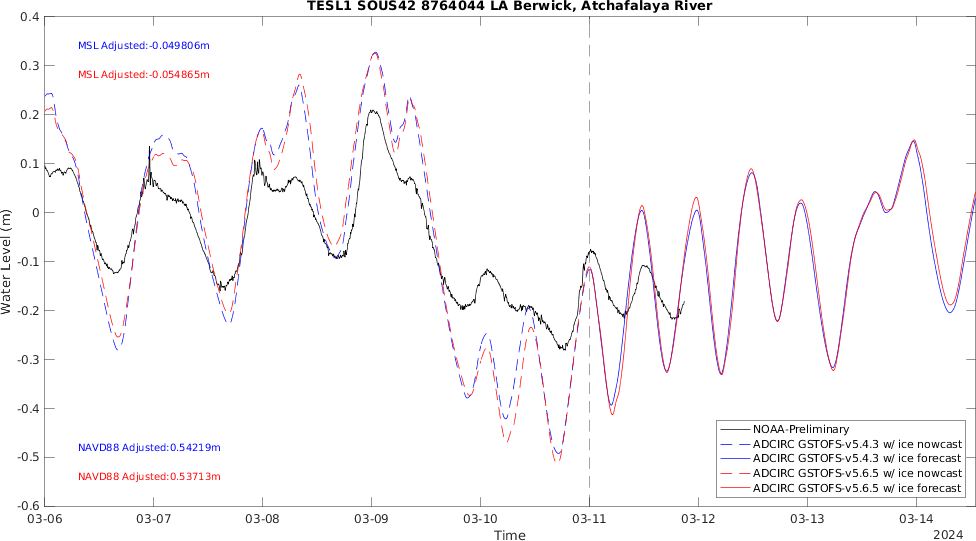 TESL1 SOUS42 8764044 LA Berwick, Atchafalaya River
0.4
0.3
0.2
0.1
0
-0.1
-0.2
-0.3
-0.4
-0.5
-0.6
Water Level (m)
MSL Adjusted:-0.049806m
MSL Adjusted:-0.054865m
NAVD88 Adjusted:0.54219m
NAVD88 Adjusted:0.53713m
NOAA-Preliminary
ADCIRC GSTOFS-v5.4.3 w/ ice nowcast
ADCIRC GSTOFS-v5.4.3 w/ ice forecast
ADCIRC GSTOFS-v5.6.5 w/ ice nowcast
ADCIRC GSTOFS-v5.6.5 w/ ice forecast
03-06 03-07 03-08 03-09 03-10 03-11 03-12 03-13 03-14
Time
2024